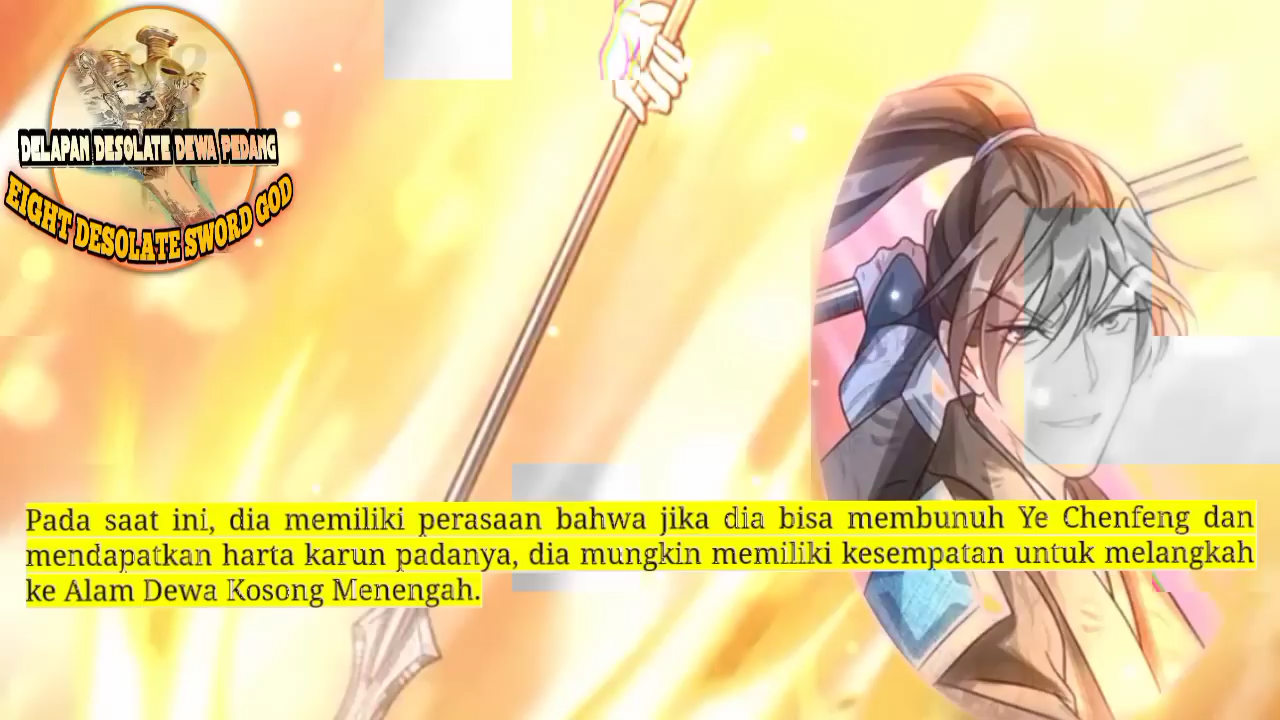 DELAPAN DESOLATE DEWA PEDANG
EIGHT DESOLATE SWORD GOD
Pada saat ini, dia memiliki perasaan bahwa jika dia bisa membunuh Ye Chenfeng dan
mendapatkan harta karun padanya, dia mungkin memiliki kesempatan untuk melangkah
ke Alam Dewa Kosong Menengah.